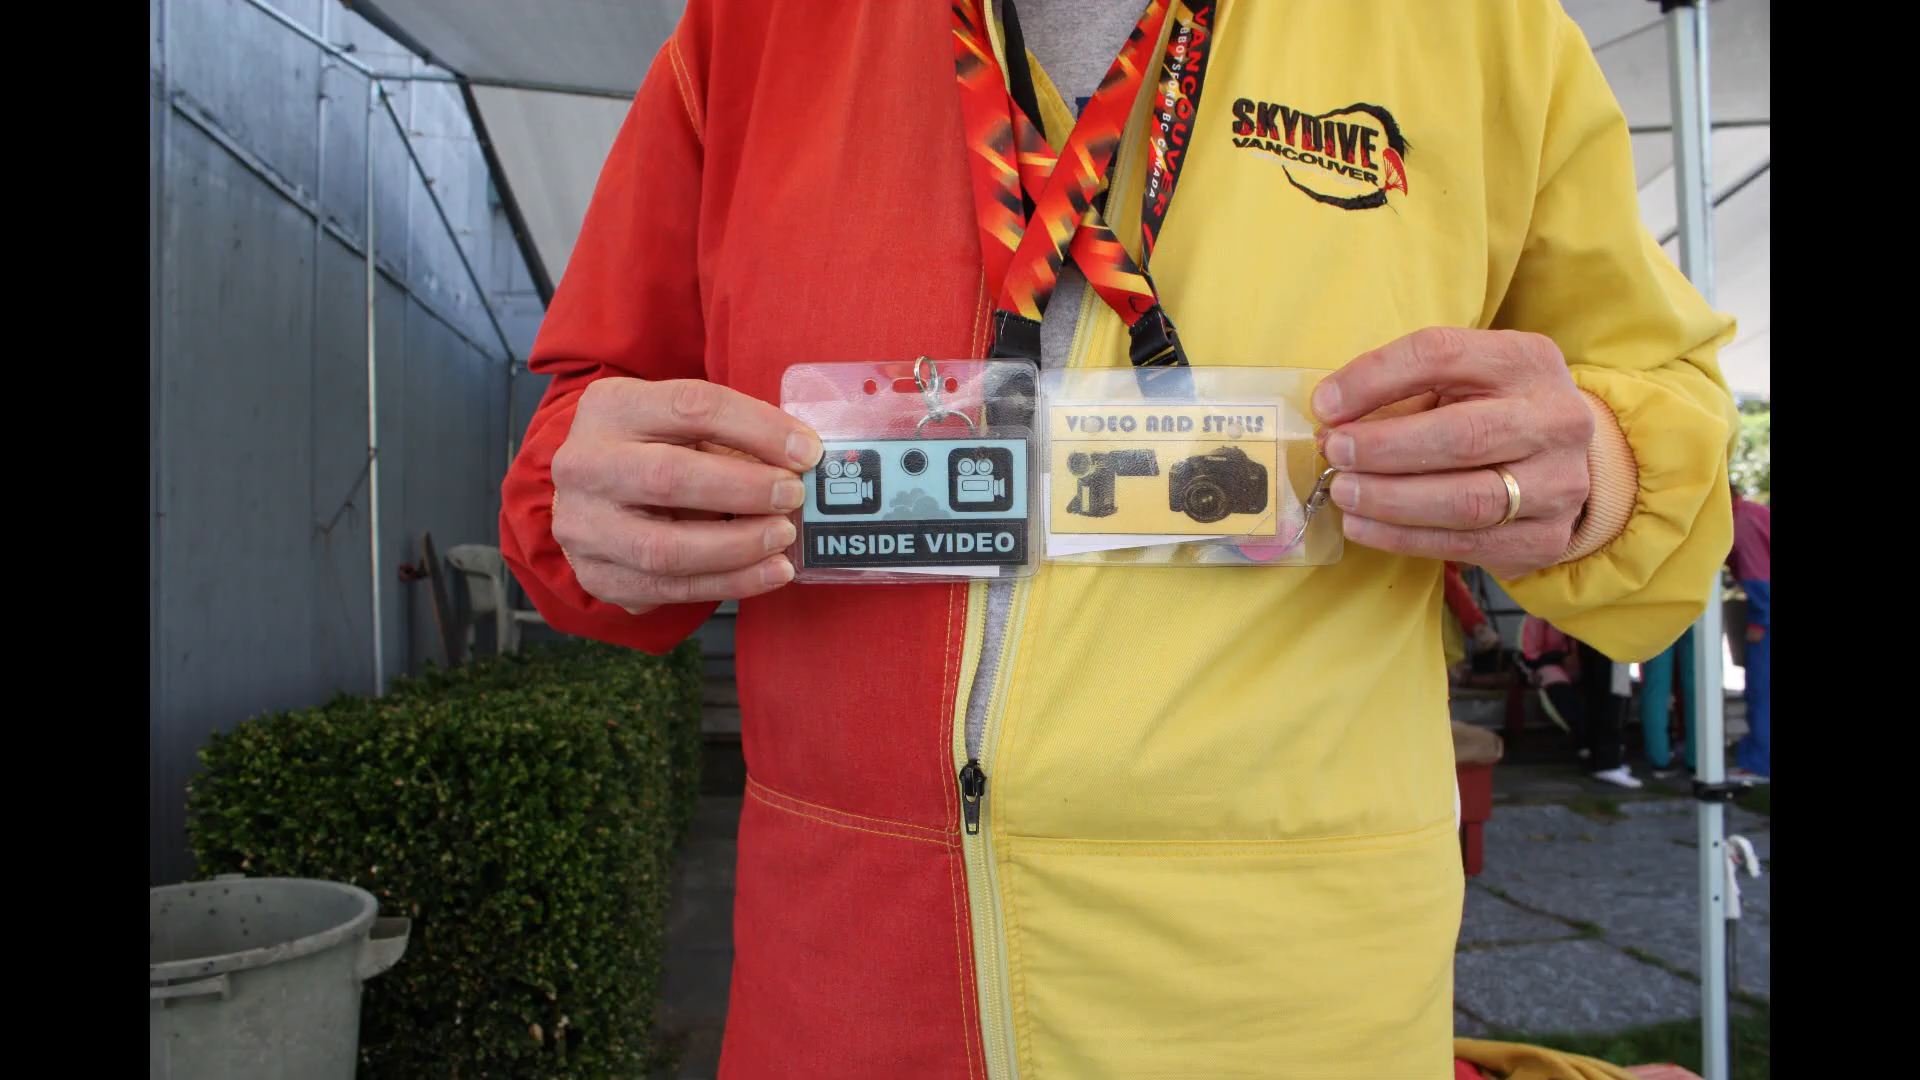 VANCOUVER
ABBOTSFORD BC CANADA
SKYDIVE
VANCOUVER
VIDEO AND STILLS
INSIDE VIDEO